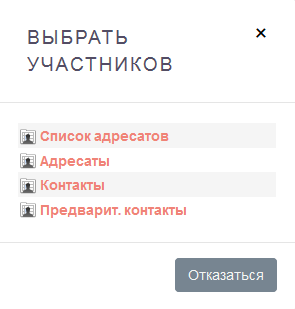 ВЫБРАТЬ
УЧАСТНИКОВ
Список адресатов
Адресаты
Контакты
Предварит. контакты
Отказаться